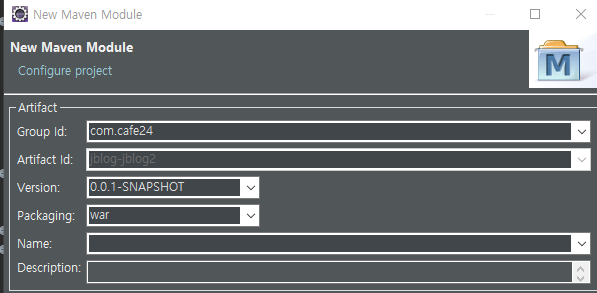 New Maven Module
New Maven Module
Configure project
M
Artifact
Group Id: com.cafe24
Artifact Id: jblog-jblog2
Version: 0.0.1-SNAPSHOT
Packaging: war
Name:
Description: